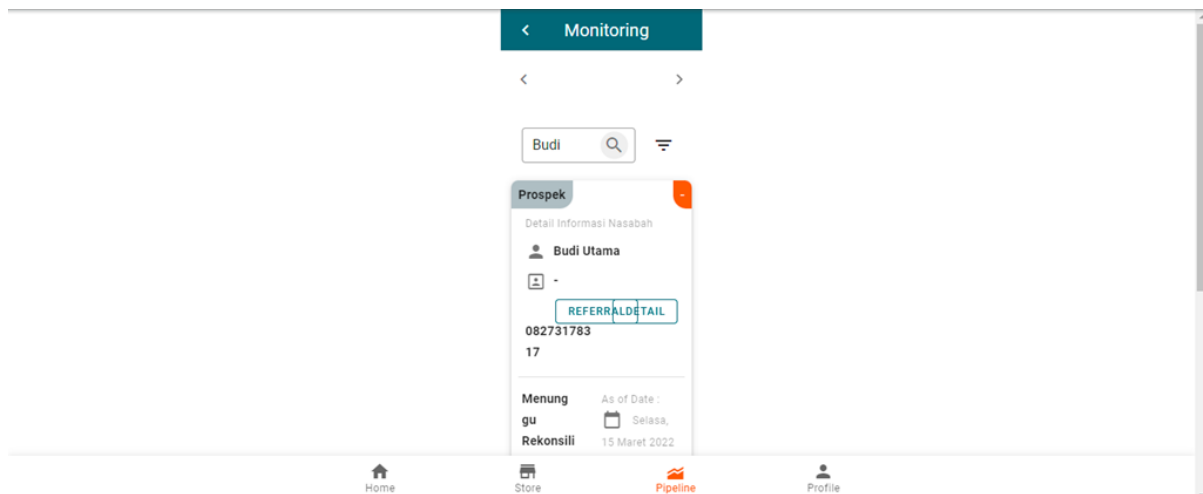 Monitoring
Budi
Prospek
-
Detail Informasi Nasabah
Budi Utama
-
REFERRAL DETAIL
082731783
17
Menung
gu
Rekonsili
As of Date :
Selasa,
15 Maret 2022
Home
Store
Pipeline
Profile